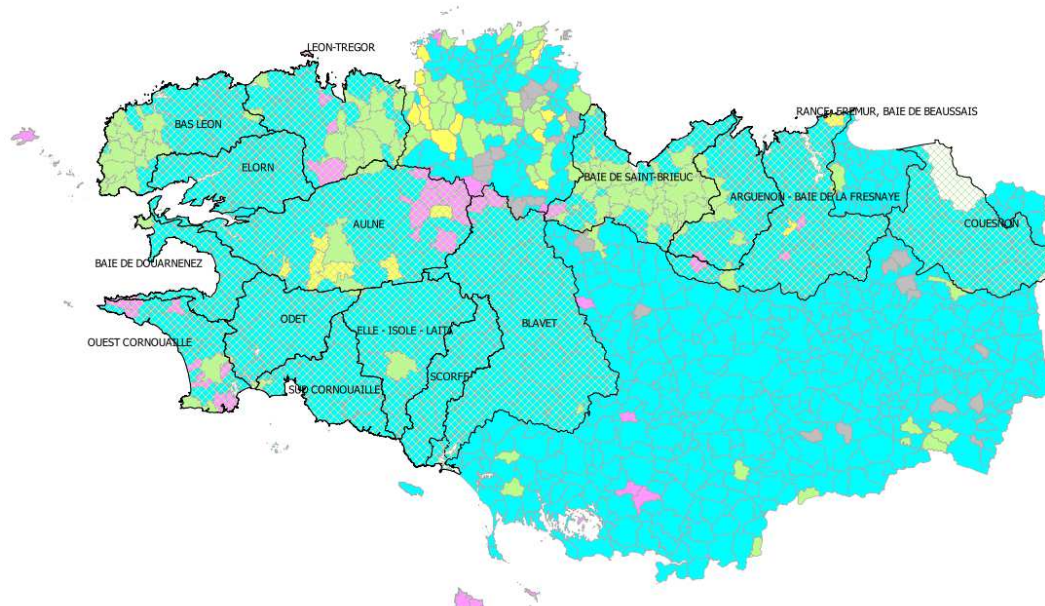 LEON-TREGOR
RANCE, FREMUR, BAIE DE BEAUSSAIS
BAS LEON
ELORN
BAIE DE SAINT-BRIEUC
ARGUENON - BAIE DE LA FRESNAYE
AULNE
COUESNON
BAIE DE DOUARNENEZ
ODET
ELLE - ISOLE - LAITA
BLAVET
OUEST CORNOUAILLE
SCORFF
SUD CORNOUAILLE